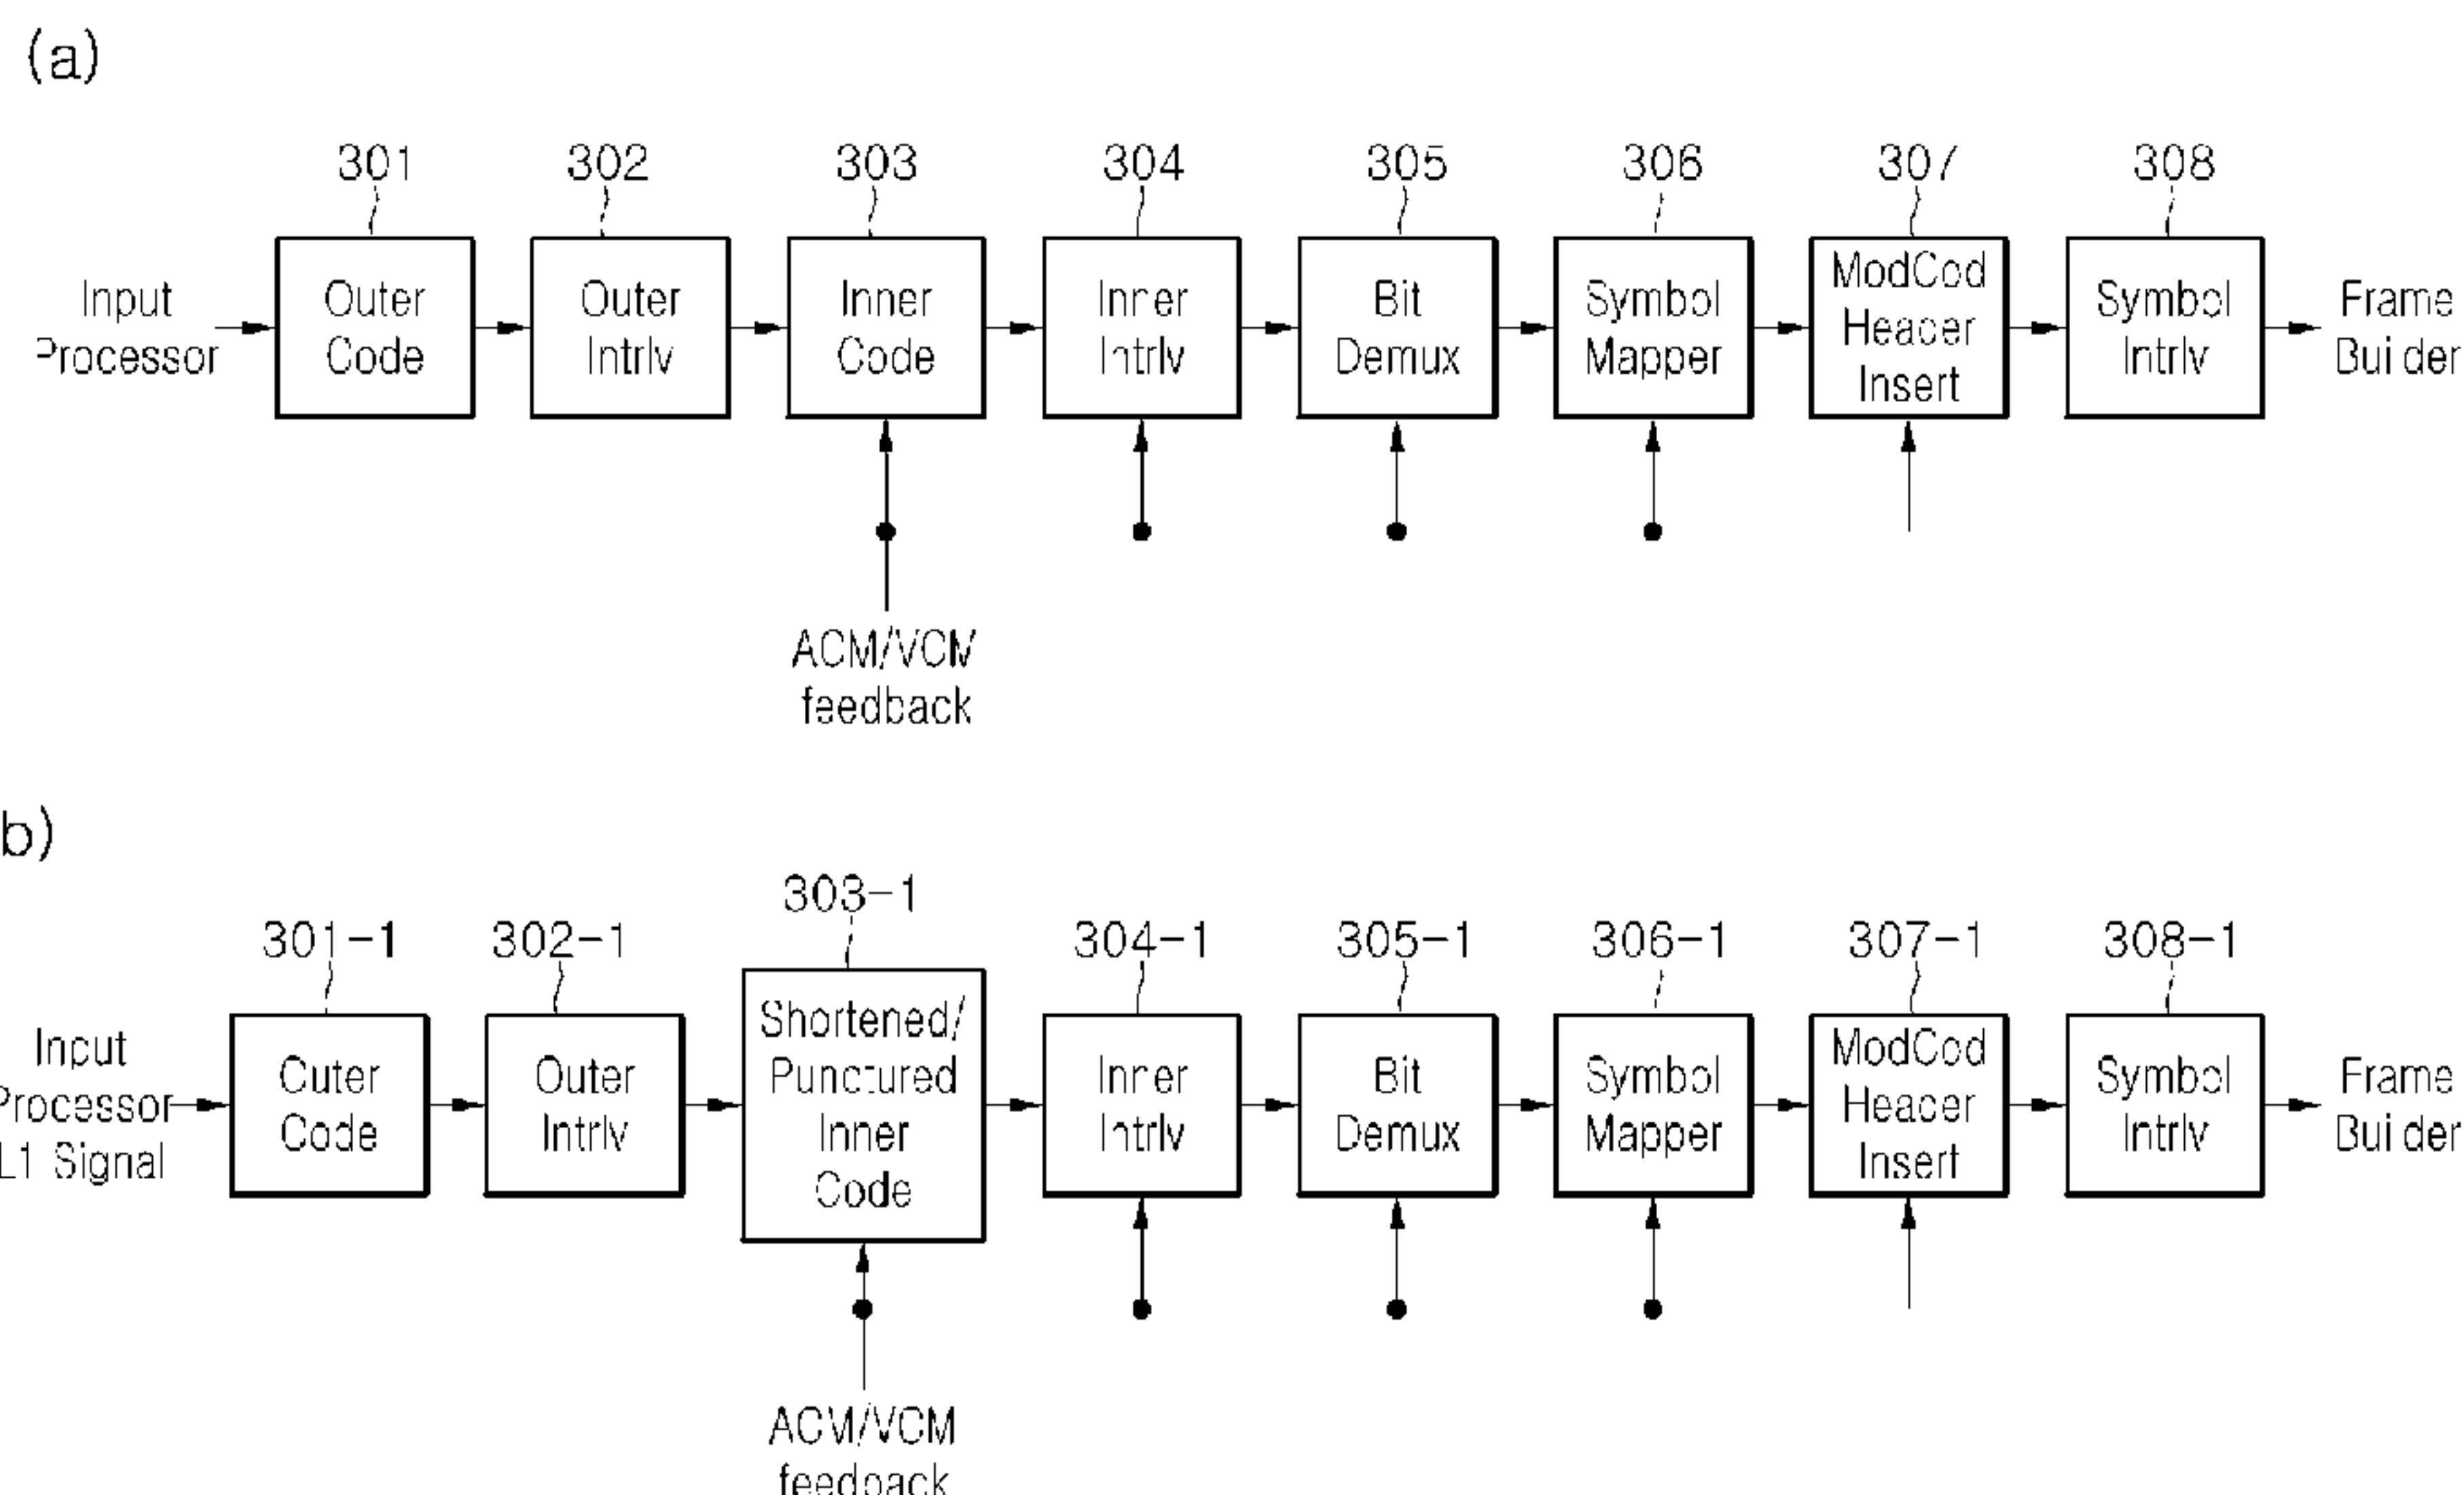 (a)
301
302
303
304
305
306
307
308
Input
Processor
Outer
Code
Outer
Intrlv
Inner
Code
Inner
Intrlv
Bit
Demux
Symbol
Mapper
ModCod
Header
Insert
Symbol
Intrlv
Frame
Builder
ACM/VCM
feedback
b)
301-1
302-1
303-1
304-1
305-1
306-1
307-1
308-1
Input
Processor
L1 Signal
Outer
Code
Outer
Intrlv
Shortened/
Punctured
Inner
Code
Inner
Intrlv
Bit
Demux
Symbol
Mapper
ModCod
Header
Insert
Symbol
Intrlv
Frame
Builder
ACM/VCM
feedback